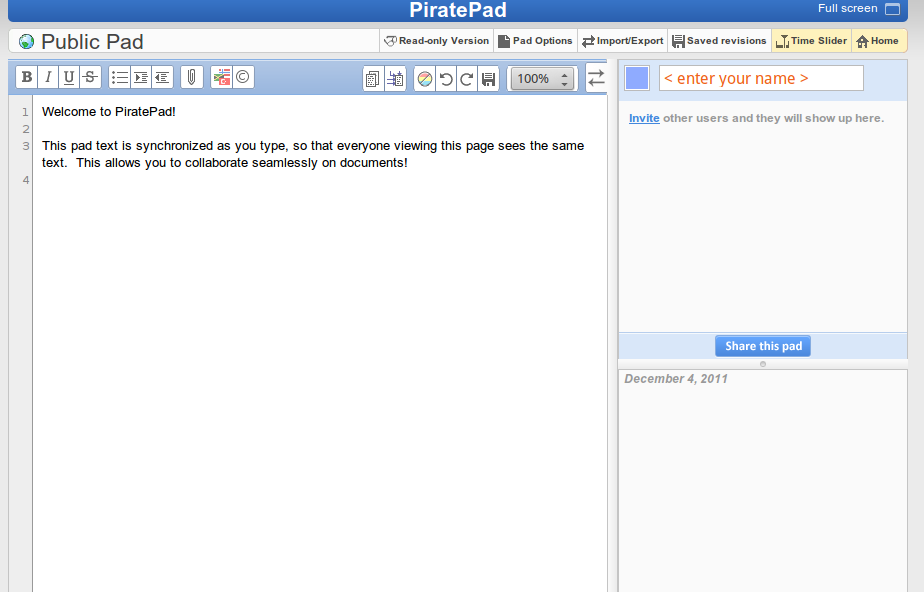 PiratePad
Full screen
Public Pad
Read-only Version
Pad Options
Import/Export
Saved revisions
Time Slider
Home
B I U S
©
100%
< enter your name >
1 Welcome to PiratePad!
2
3 This pad text is synchronized as you type, so that everyone viewing this page sees the same
text.  This allows you to collaborate seamlessly on documents!
4
Invite other users and they will show up here.
Share this pad
December 4, 2011